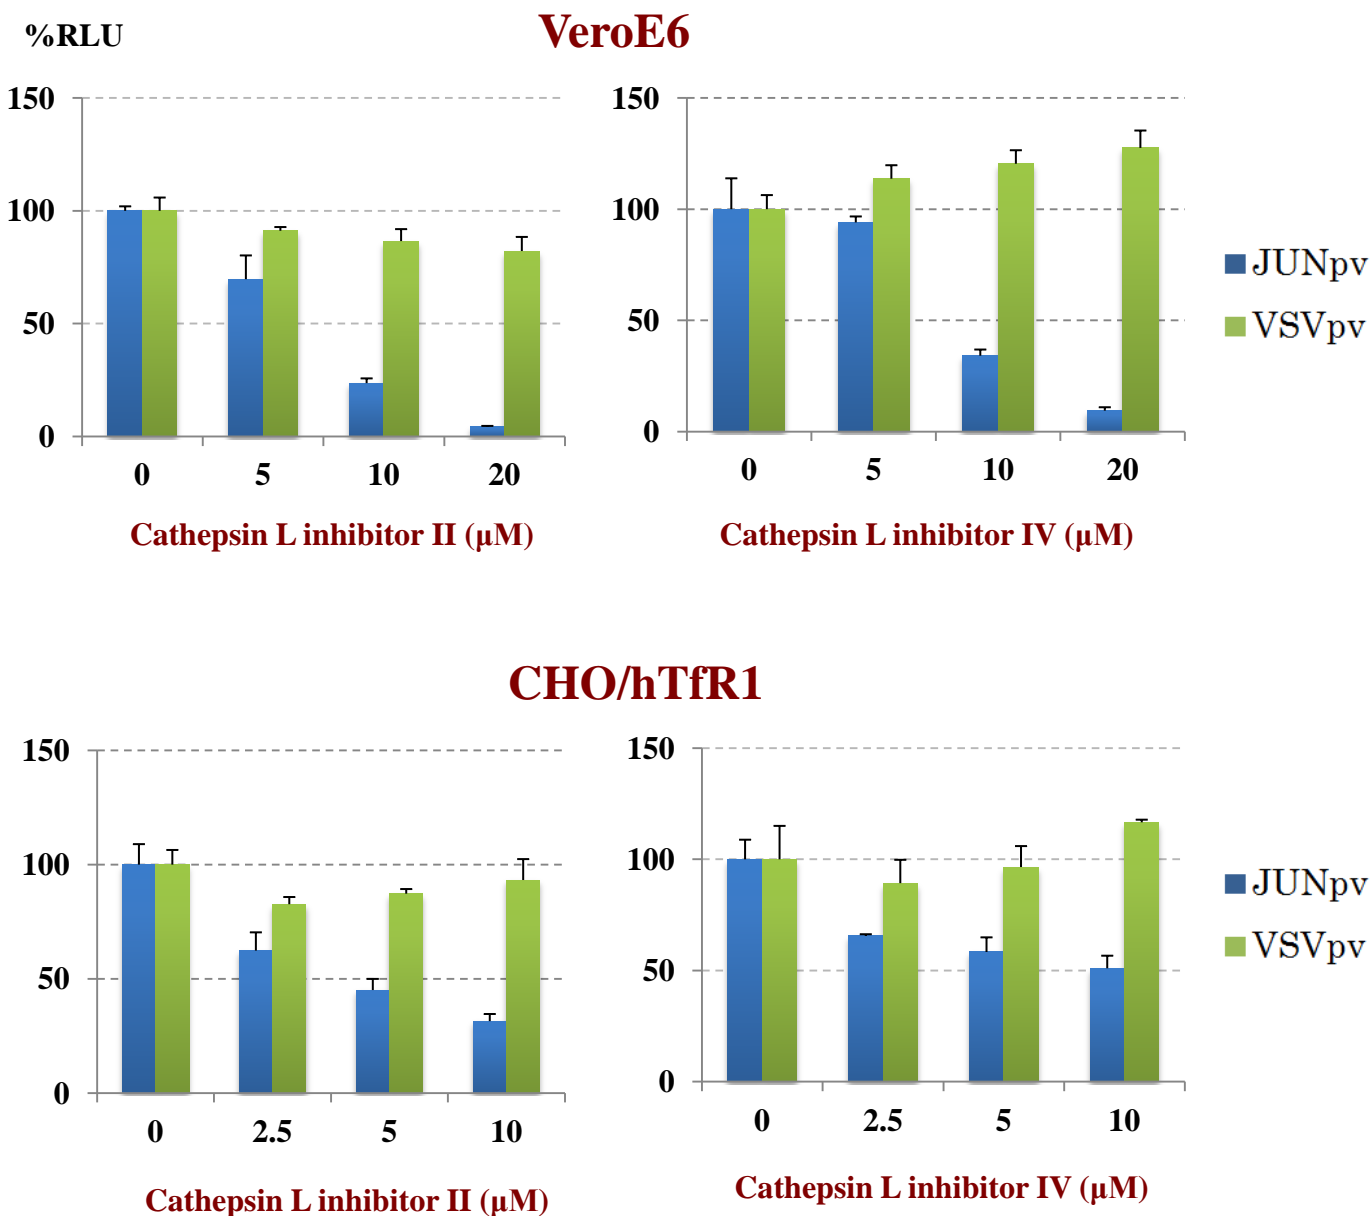 %RLU
VeroE6
150
100
50
0
0 5 10 20
Cathepsin L inhibitor II (μM)
150
100
50
0
0 5 10 20
Cathepsin L inhibitor IV (μM)
JUNpv
VSVpv
CHO/hTfR1
150
100
50
0
0 2.5 5 10
Cathepsin L inhibitor II (μM)
150
100
50
0
0 2.5 5 10
Cathepsin L inhibitor IV (μM)
JUNpv
VSVpv